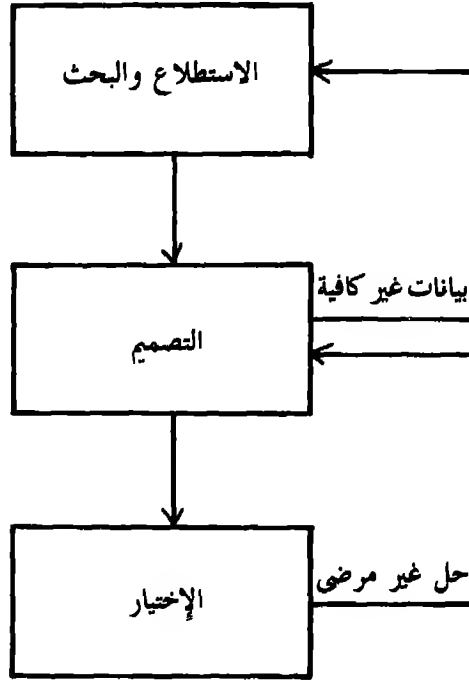 الاستطلاع والبحث
بيانات غير كافية
التصميم
حل غير مرضى
الإختيار